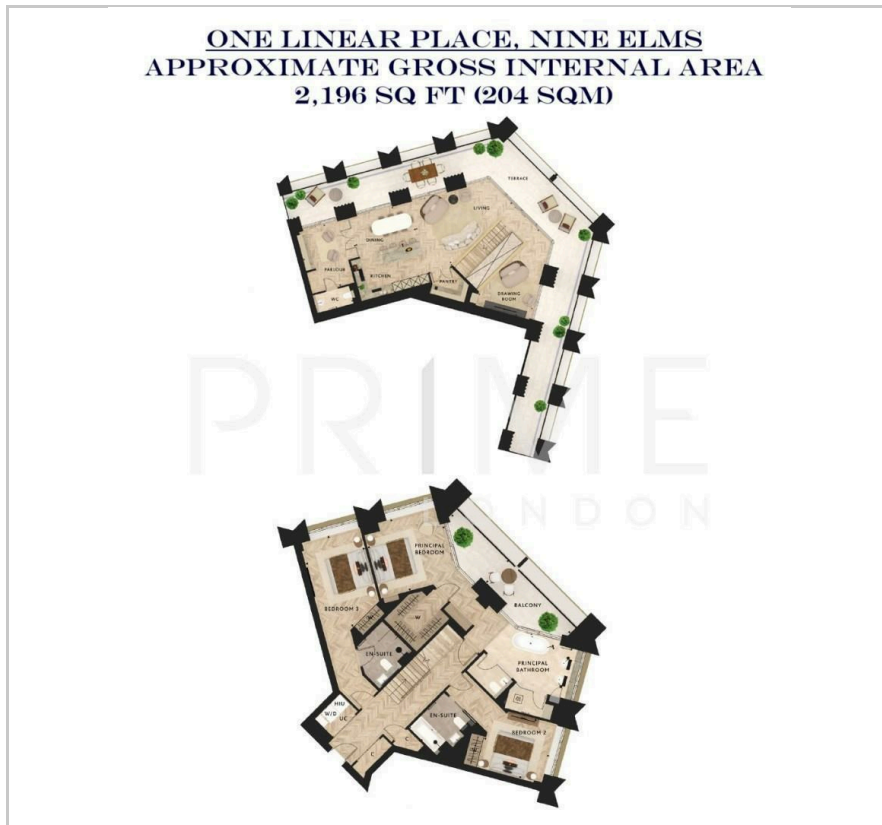 ONE LINEAR PLACE, NINE ELMS
APPROXIMATE GROSS INTERNAL AREA
2,196 SQ FT (204 SQM)
TERRACE
LIVING
DINING
PARLOUR
KITCHEN
PANTRY
WC
DRAWING
ROOM
PRIME
LONDON
PRINCIPAL
BEDROOM
BEDROOM 3
W
W
BALCONY
EN-SUITE
PRINCIPAL
BATHROOM
HIU
W/D
UC
EN-SUITE
BEDROOM 2
C
C